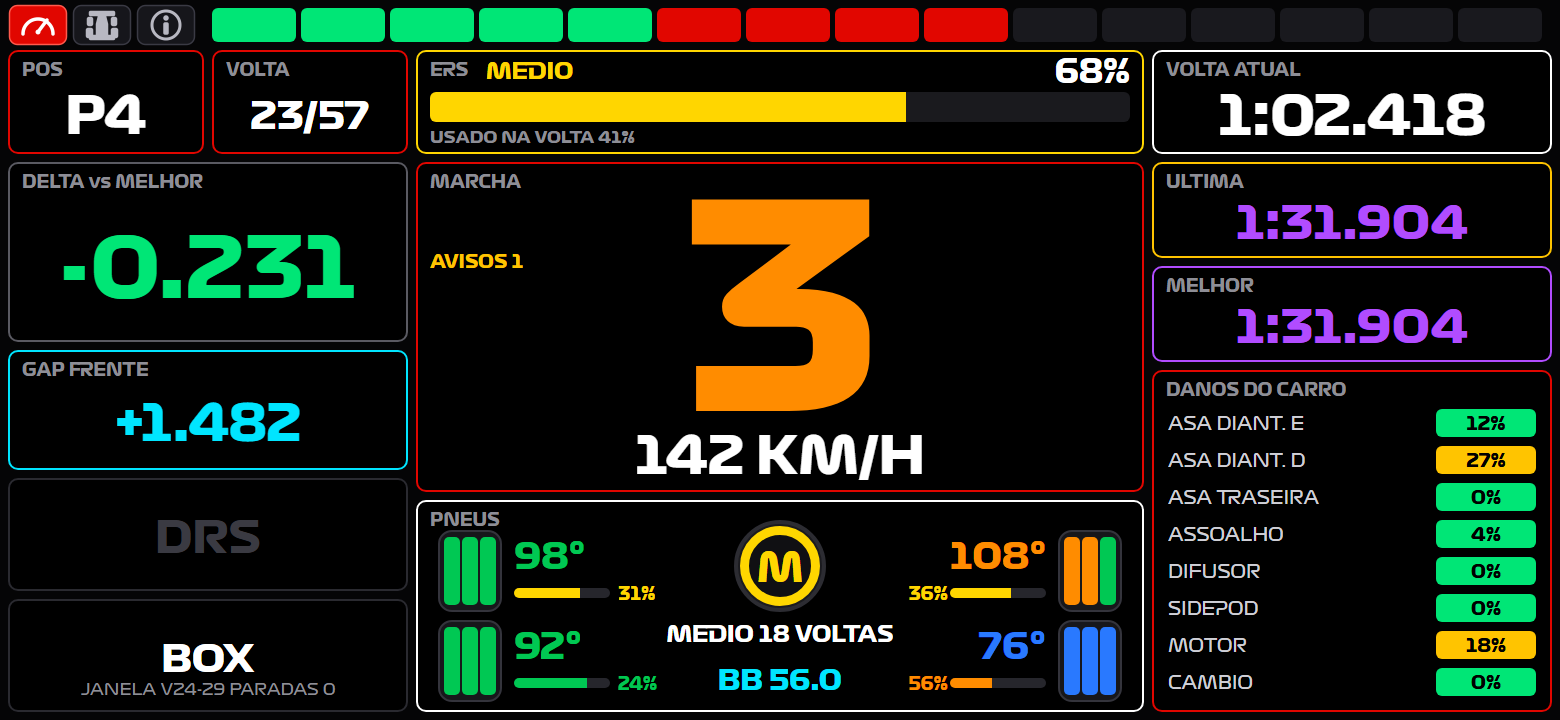 POS
P4
VOLTA
23/57
ERS MEDIO 68%
USADO NA VOLTA 41%
VOLTA ATUAL
1:02.418
DELTA vs MELHOR
-0.231
MARCHA
AVISOS 1
3
142 KM/H
ULTIMA
1:31.904
MELHOR
1:31.904
GAP FRENTE
+1.482
DRS
BOX
JANELA V24-29 PARADAS 0
PNEUS
98°
31%
M
108°
36%
MEDIO 18 VOLTAS
92°
24%
BB 56.0
76°
56%
DANOS DO CARRO
ASA DIANT. E 12%
ASA DIANT. D 27%
ASA TRASEIRA 0%
ASSOALHO 4%
DIFUSOR 0%
SIDEPOD 0%
MOTOR 18%
CAMBIO 0%